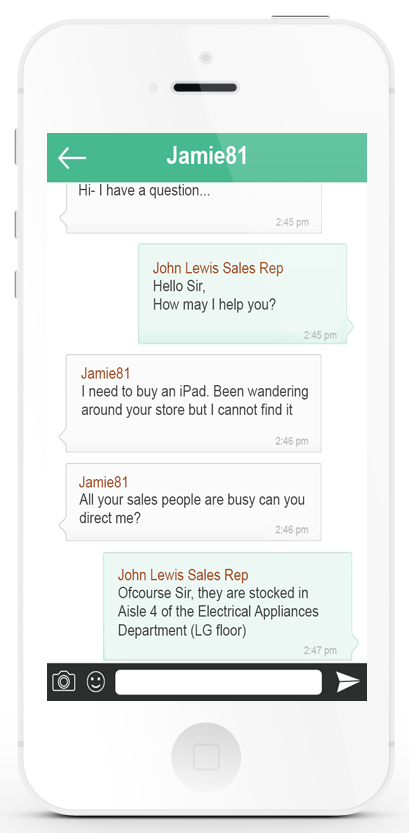 Jamie81
Hi- I have a question...
2:45 pm
John Lewis Sales Rep
Hello Sir,
How may I help you?
2:45 pm
Jamie81
I need to buy an iPad. Been wandering
around your store but I cannot find it
2:46 pm
Jamie81
All your sales people are busy can you
direct me?
2:46 pm
John Lewis Sales Rep
Ofcourse Sir, they are stocked in
Aisle 4 of the Electrical Appliances
Department (LG floor)
2:47 pm